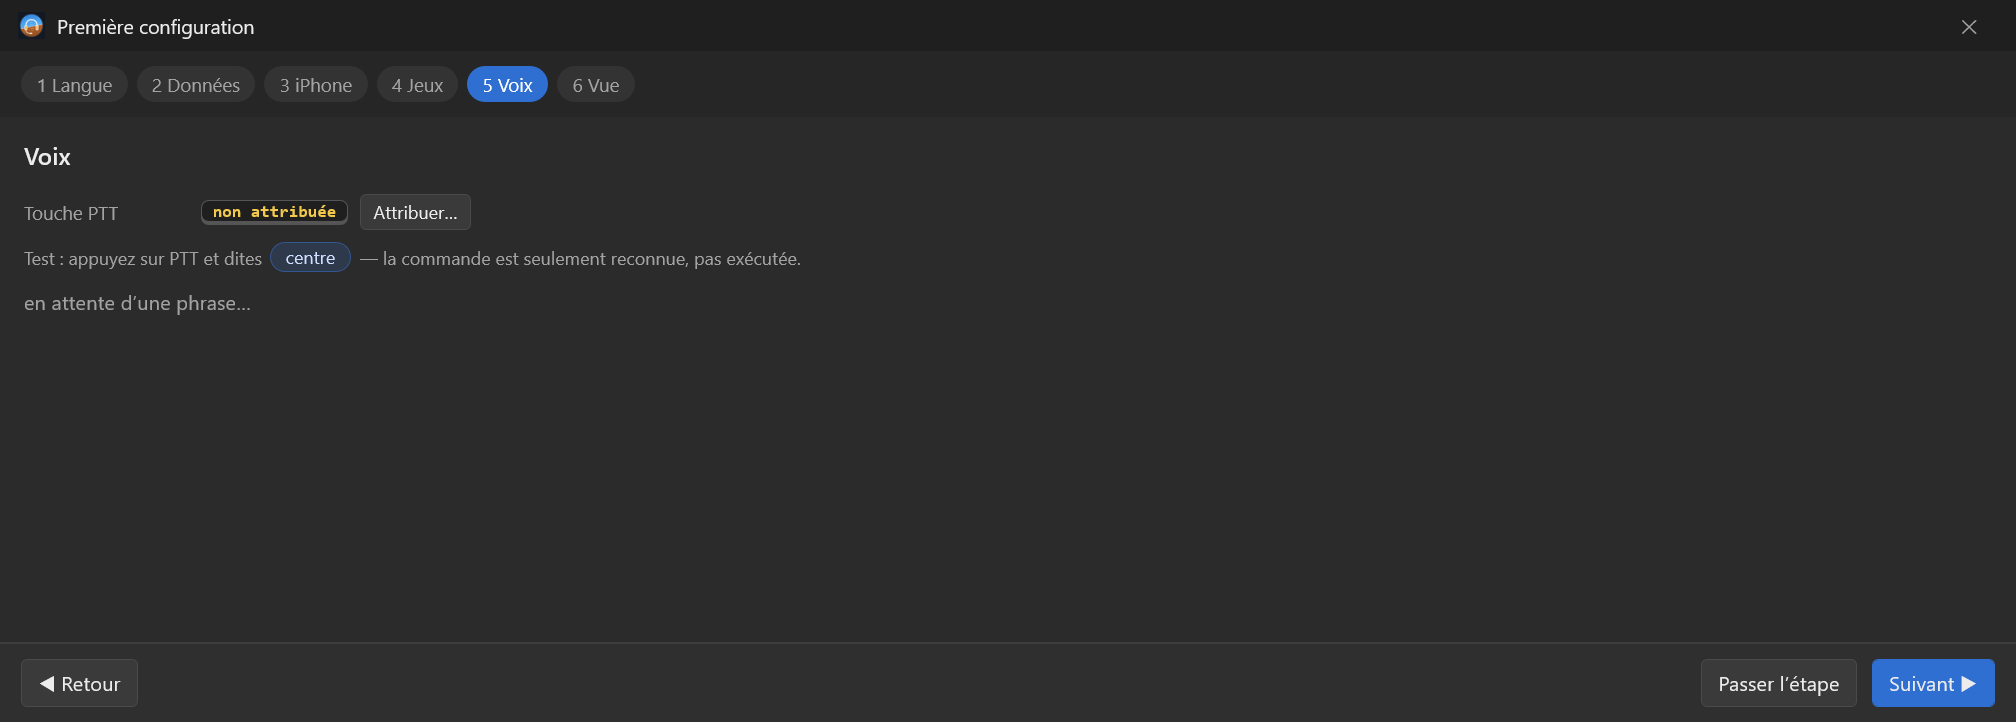 Première configuration
1 Langue 2 Données 3 iPhone 4 Jeux 5 Voix 6 Vue
Voix
Touche PTT non attribuée Attribuer...
Test : appuyez sur PTT et dites centre — la commande est seulement reconnue, pas exécutée.
en attente d’une phrase...
◀ Retour Passer l’étape Suivant ▶